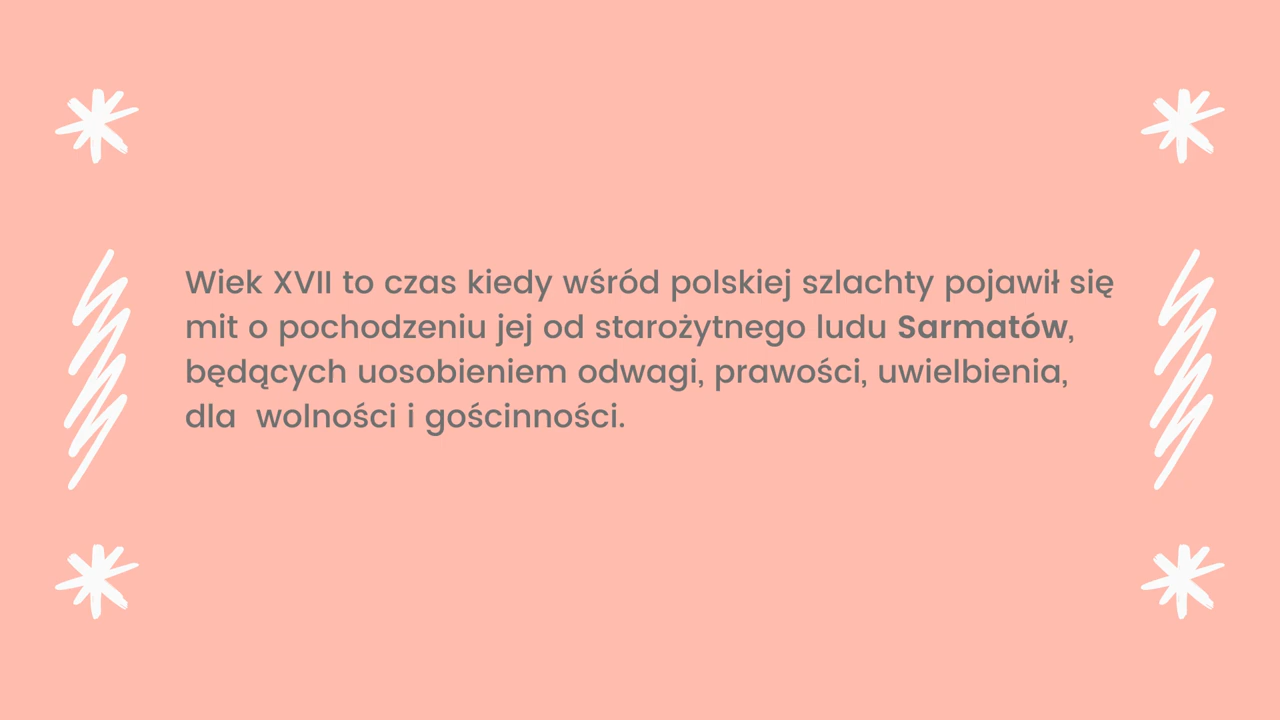 Wiek XVII to czas kiedy wśród polskiej szlachty pojawił się
mit o pochodzeniu jej od starożytnego ludu Sarmatów,
będących uosobieniem odwagi, prawości, uwielbienia,
dla  wolności i gościnności.